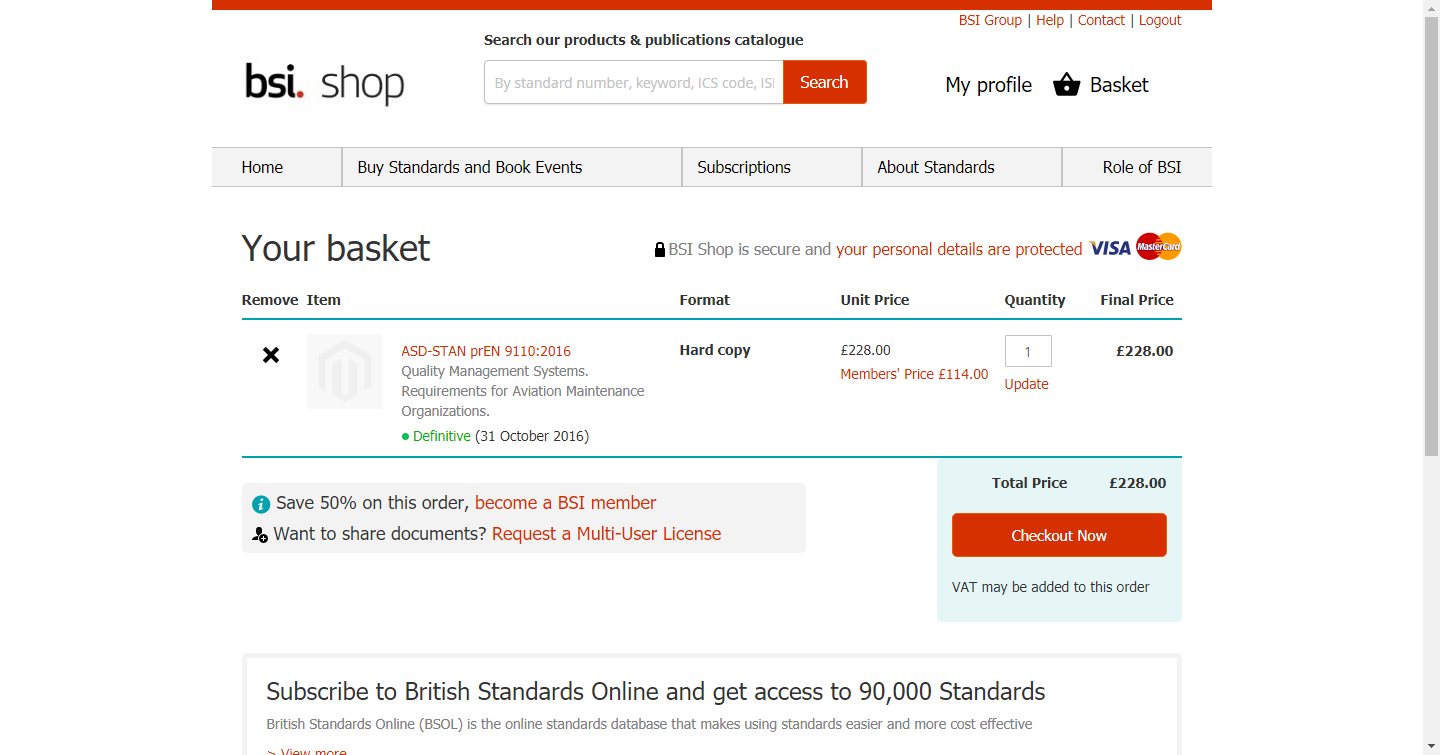 BSI Group | Help | Contact | Logout
Search our products & publications catalogue
bsi. shop
By standard number, keyword, ICS code, ISI
Search
My profile
Basket
Home
Buy Standards and Book Events
Subscriptions
About Standards
Role of BSI
Your basket
BSI Shop is secure and your personal details are protected
VISA
MasterCard
Remove Item Format Unit Price Quantity Final Price
ASD-STAN prEN 9110:2016
Quality Management Systems.
Requirements for Aviation Maintenance
Organizations.
Definitive (31 October 2016)
Hard copy
£228.00
Members' Price £114.00
1
Update
£228.00
Total Price £228.00
Checkout Now
VAT may be added to this order
Save 50% on this order, become a BSI member
Want to share documents? Request a Multi-User License
Subscribe to British Standards Online and get access to 90,000 Standards
British Standards Online (BSOL) is the online standards database that makes using standards easier and more cost effective
> View more